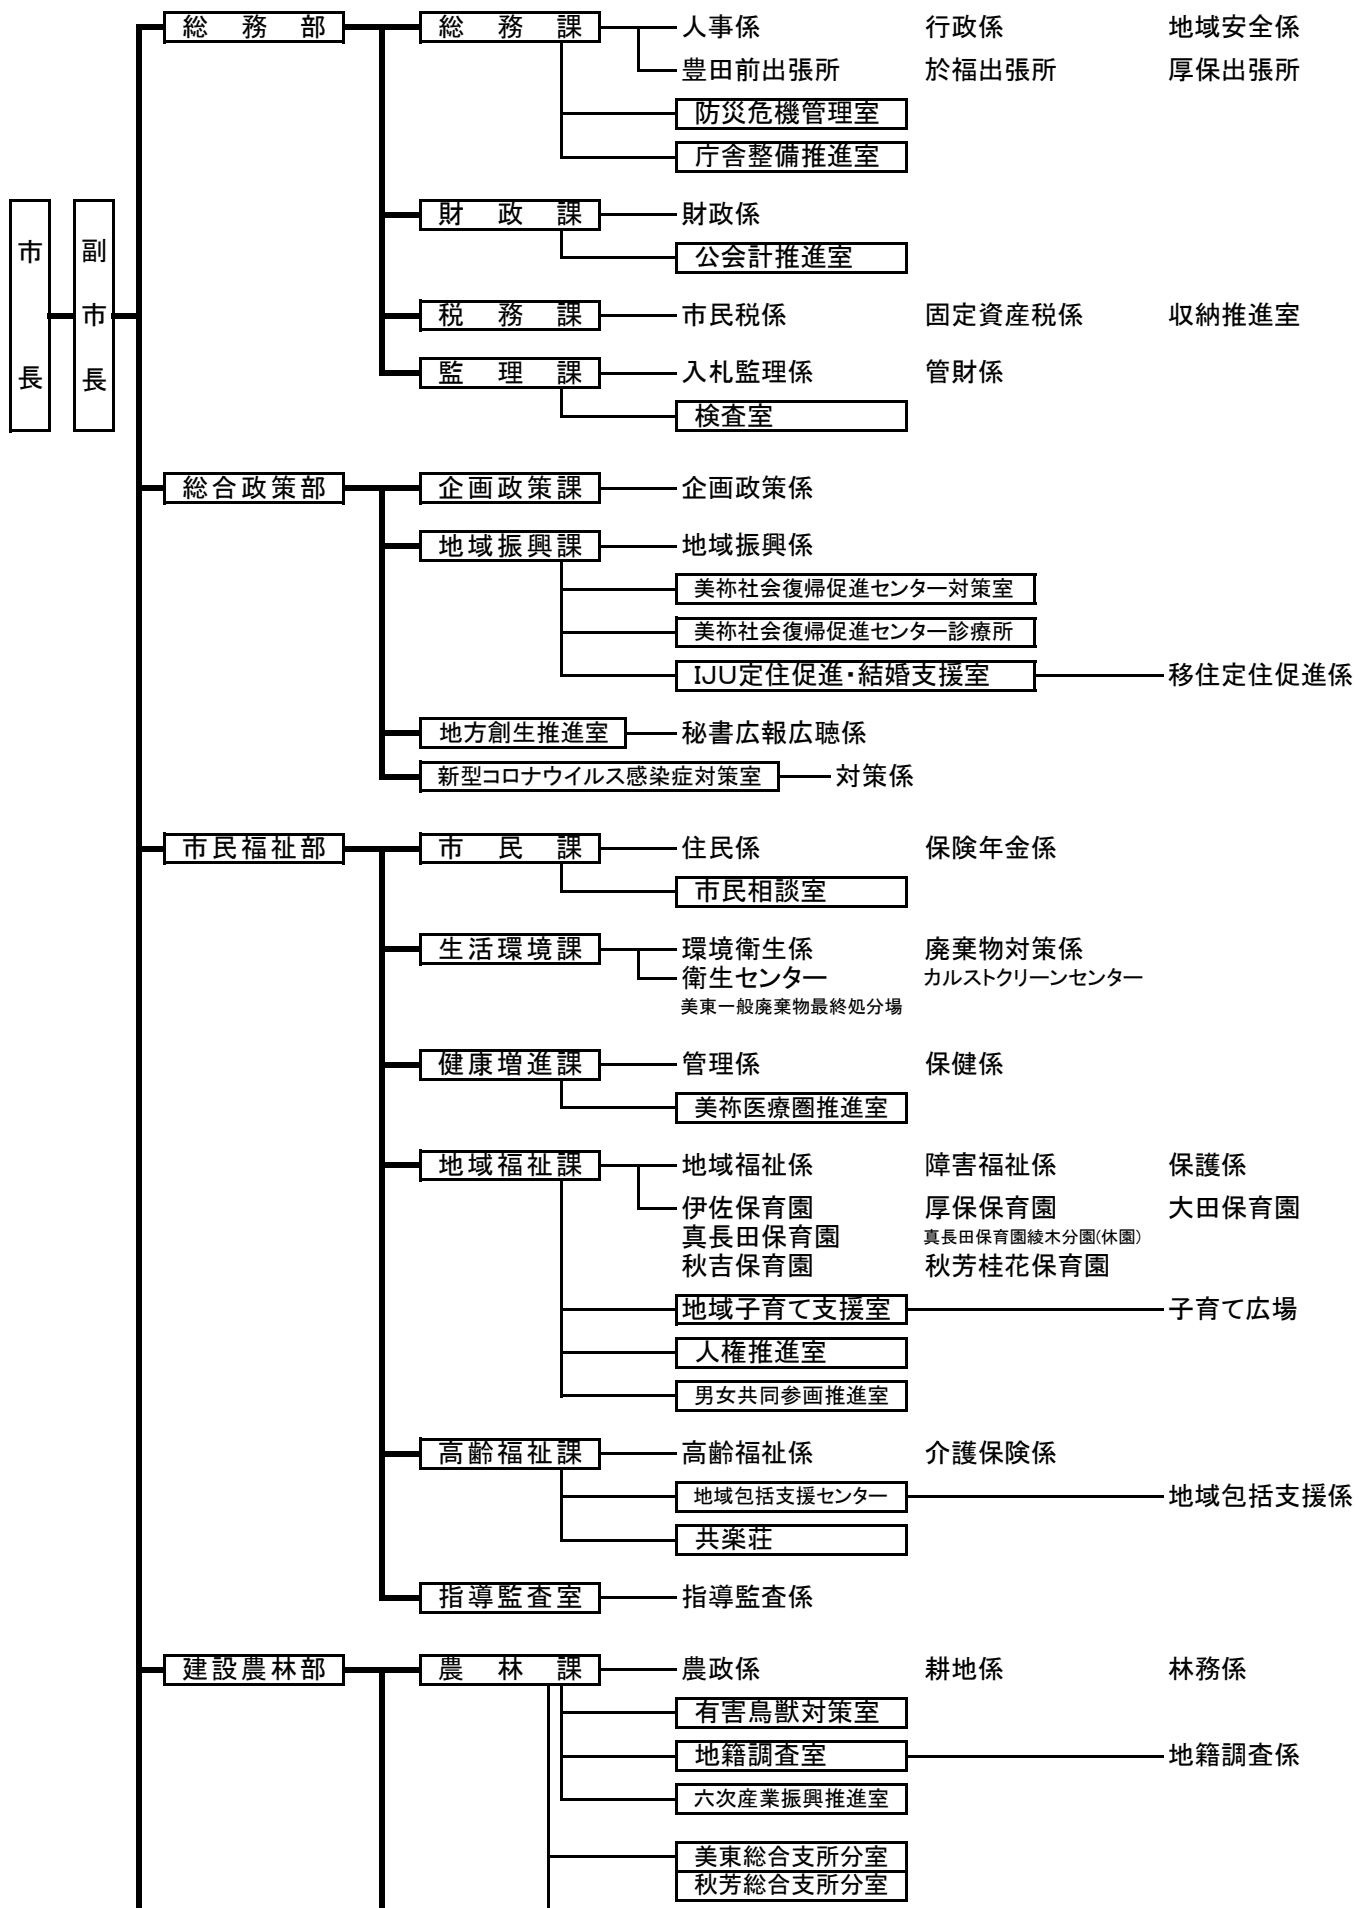 市長
副市長
総務部 総務課 人事係 行政係 地域安全係
豊田前出張所 於福出張所 厚保出張所
防災危機管理室
庁舎整備推進室
財政課 財政係
公会計推進室
税務課 市民税係 固定資産税係 収納推進室
監理課 入札監理係 管財係
検査室
総合政策部 企画政策課 企画政策係
地域振興課 地域振興係
美祢社会復帰促進センター対策室
美祢社会復帰促進センター診療所
IJU定住促進・結婚支援室 移住定住促進係
地方創生推進室 秘書広報広聴係
新型コロナウイルス感染症対策室 対策係
市民福祉部 市民課 住民係 保険年金係
市民相談室
生活環境課 環境衛生係 廃棄物対策係
衛生センター カルストクリーンセンター
美東一般廃棄物最終処分場
健康増進課 管理係 保健係
美祢医療圏推進室
地域福祉課 地域福祉係 障害福祉係 保護係
伊佐保育園 厚保保育園 大田保育園
真長田保育園 真長田保育園綾木分園(休園)
秋吉保育園 秋芳桂花保育園
地域子育て支援室 子育て広場
人権推進室
男女共同参画推進室
高齢福祉課 高齢福祉係 介護保険係
地域包括支援センター 地域包括支援係
共楽荘
指導監査室 指導監査係
建設農林部 農林課 農政係 耕地係 林務係
有害鳥獣対策室
地籍調査室 地籍調査係
六次産業振興推進室
美東総合支所分室
秋芳総合支所分室